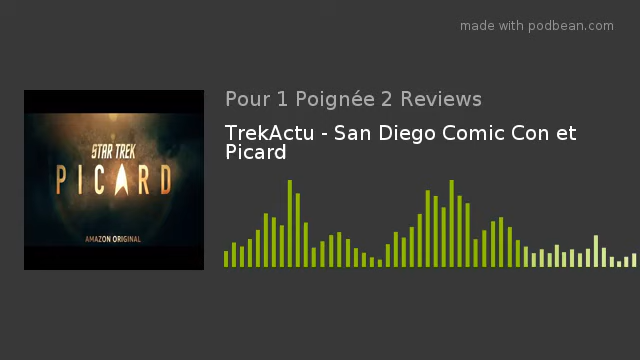 made with podbean.com
Pour 1 Poignée 2 Reviews
TrekActu - San Diego Comic Con et
Picard
STAR TREK
PICARD
AMAZON ORIGINAL